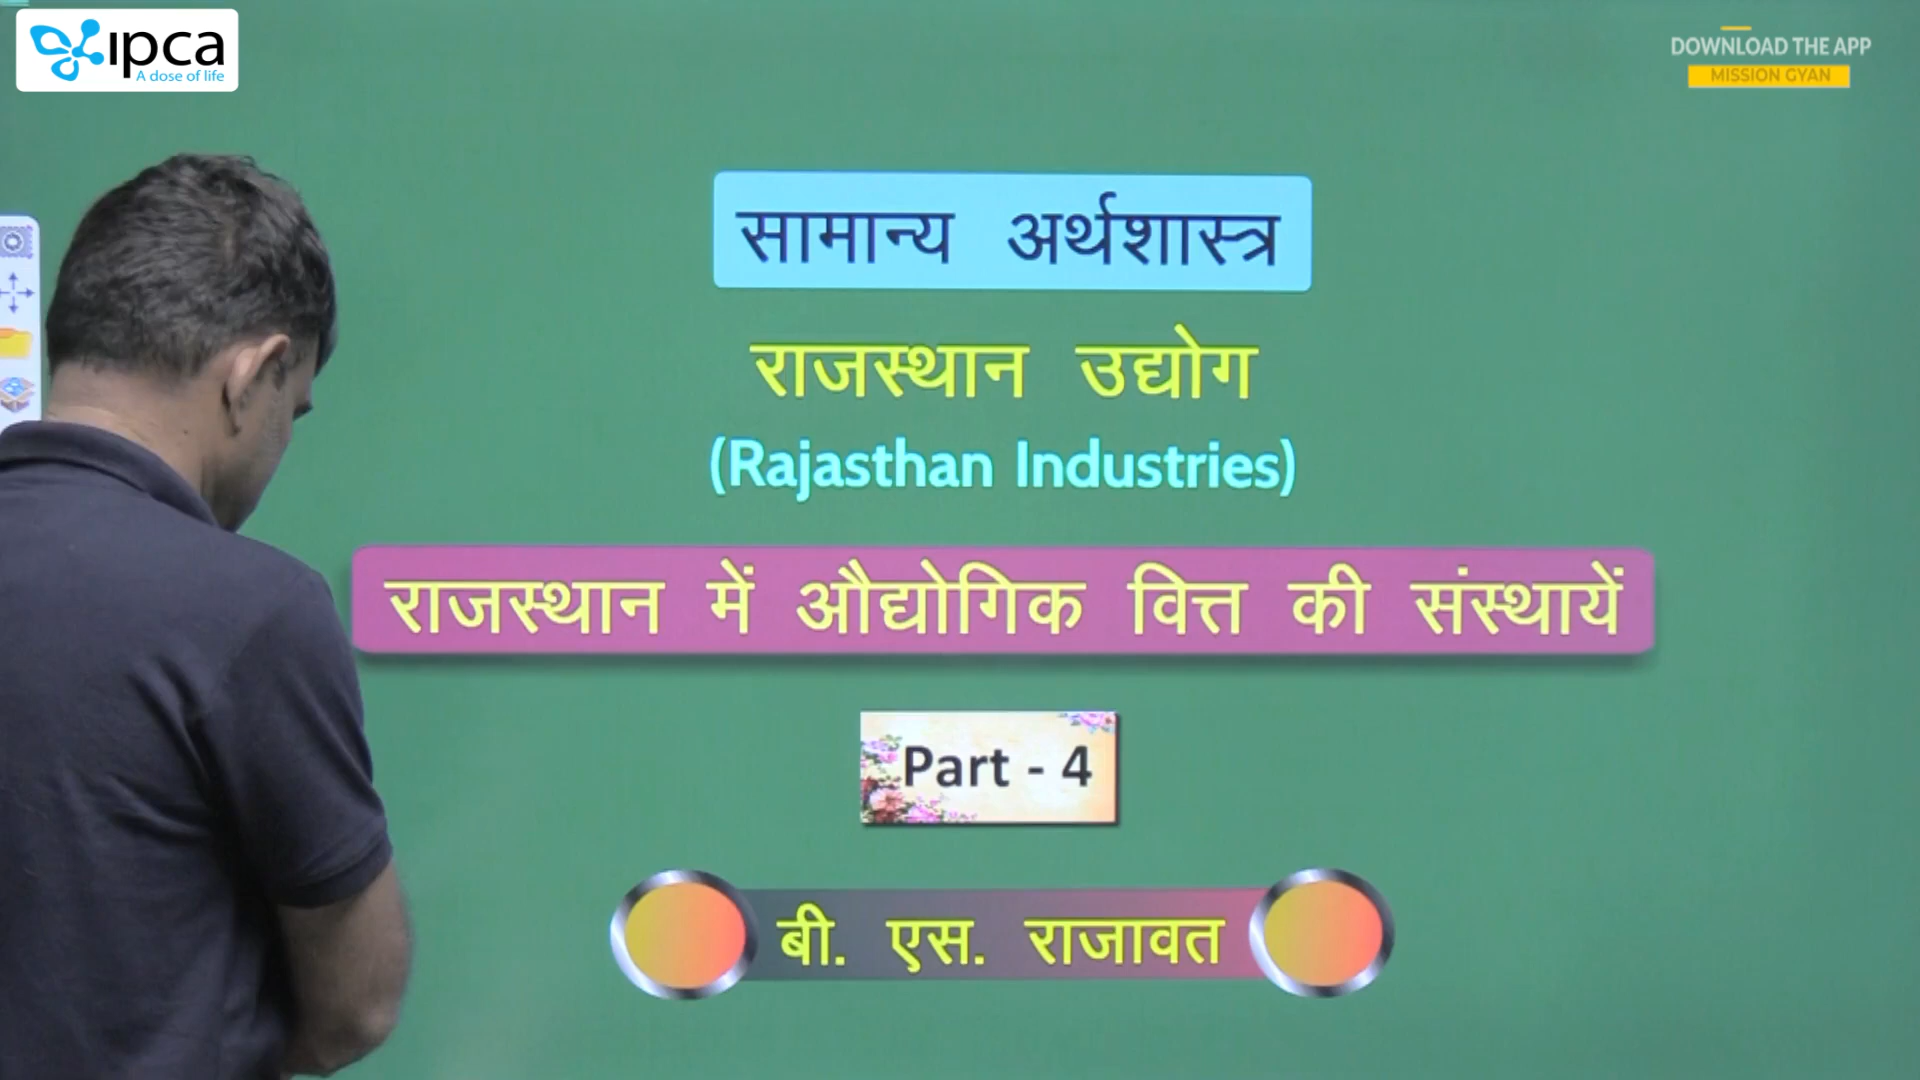 ipca
A dose of life
DOWNLOAD THE APP
MISSION GYAN
सामान्य अर्थशास्त्र
राजस्थान उद्योग
(Rajasthan Industries)
राजस्थान में औद्योगिक वित्त की संस्थायें
Part - 4
बी. एस. राजावत